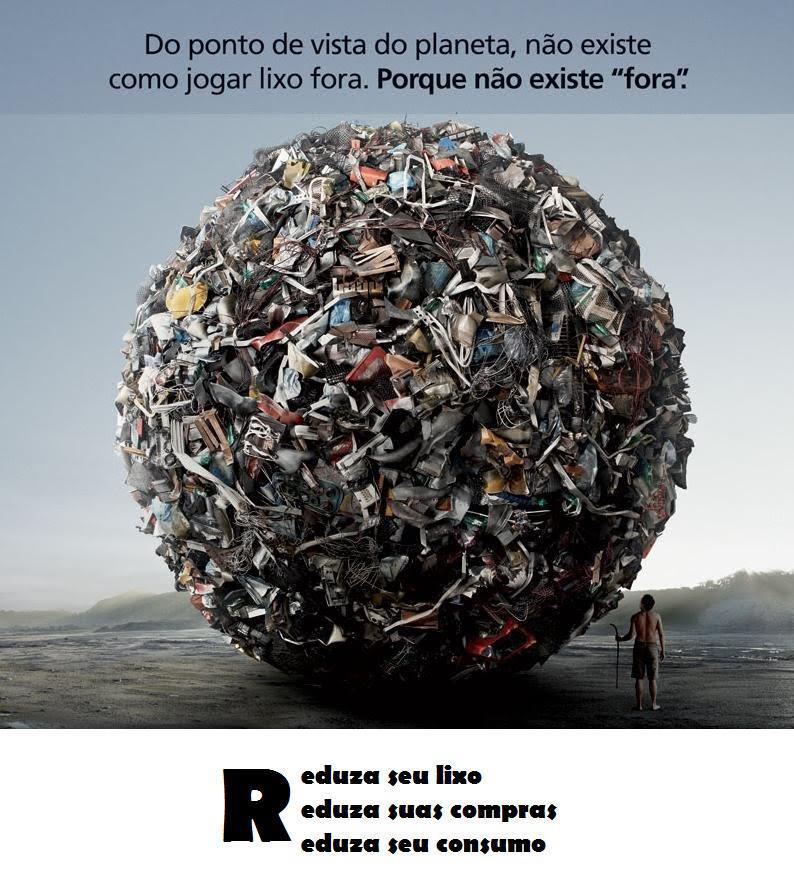 Do ponto de vista do planeta, não existe
como jogar lixo fora. Porque não existe “fora”.
Reduza seu lixo
Reduza suas compras
Reduza seu consumo